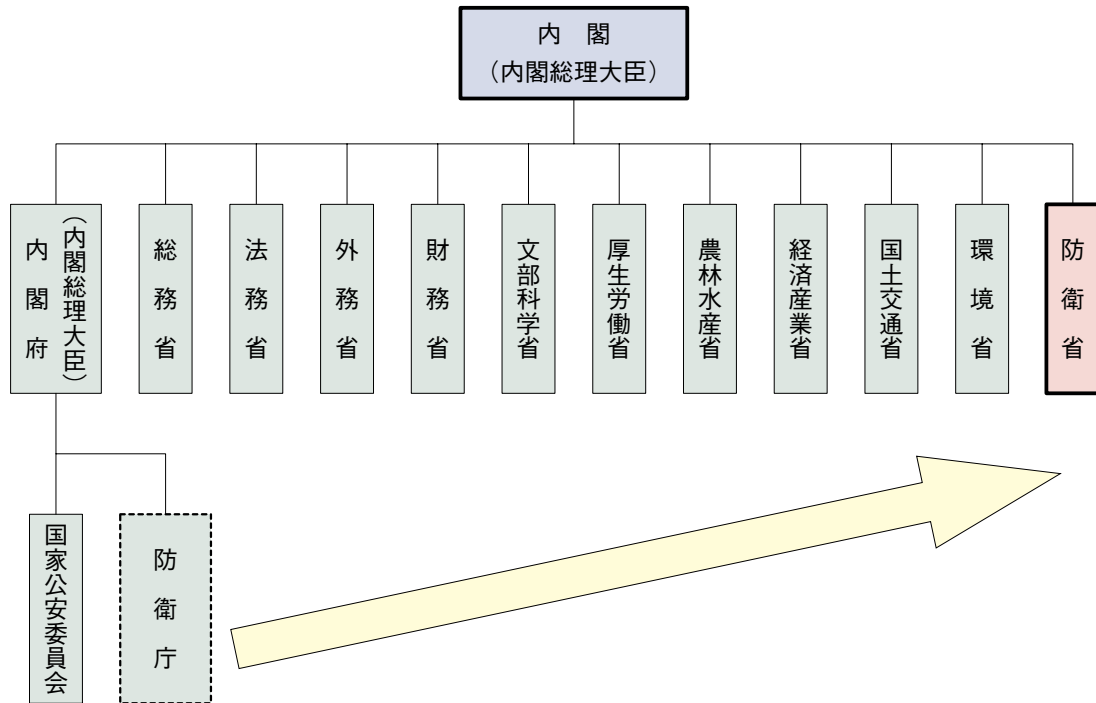 内　閣
（内閣総理大臣）
内閣府
（内閣総理大臣）
総務省
法務省
外務省
財務省
文部科学省
厚生労働省
農林水産省
経済産業省
国土交通省
環境省
防衛省
国家公安委員会
防衛庁